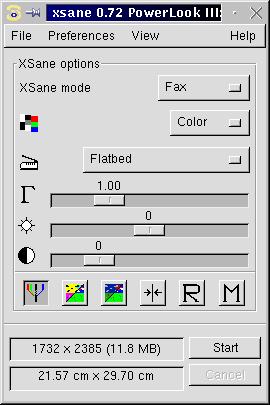 xsane 0.72 PowerLook III
File Preferences View Help
XSane options
XSane mode Fax
Color
Flatbed
Γ 1.00
0
0
R M
1732 x 2385 (11.8 MB) Start
21.57 cm x 29.70 cm Cancel